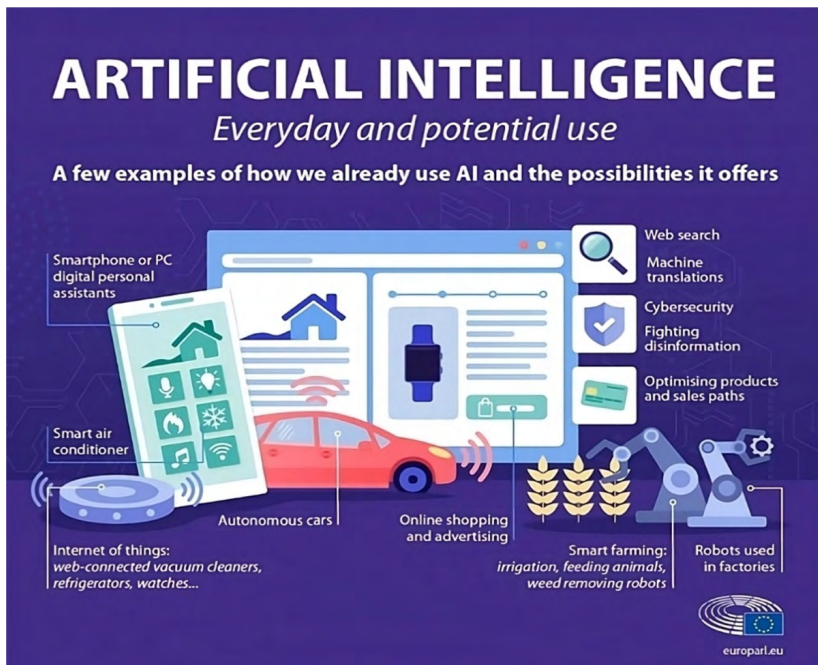 ARTIFICIAL INTELLIGENCE
Everyday and potential use
A few examples of how we already use AI and the possibilities it offers
Smartphone or PC
digital personal
assistants
Web search
Machine
translations
Cybersecurity
Fighting
disinformation
Optimising products
and sales paths
Smart air
conditioner
Autonomous cars
Online shopping
and advertising
Internet of things:
web-connected vacuum cleaners,
refrigerators, watches...
Smart farming:
irrigation, feeding animals,
weed removing robots
Robots used
in factories
europarl.eu